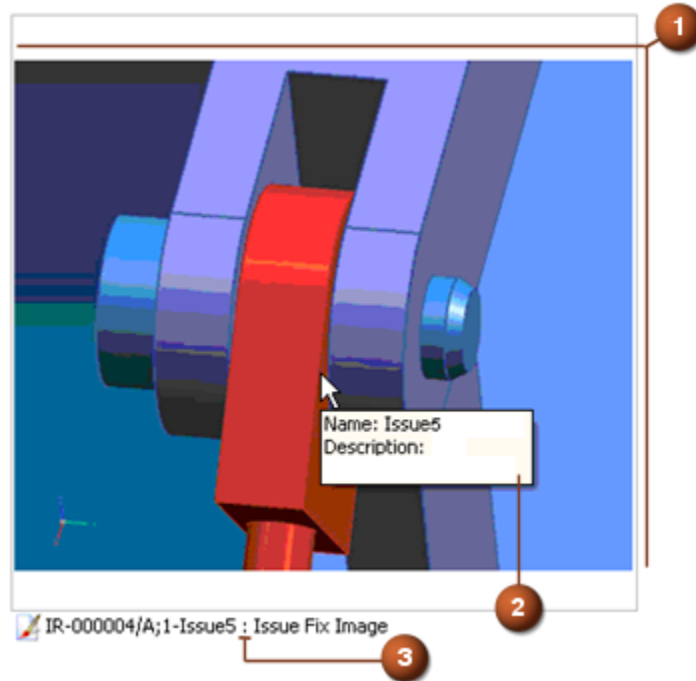 1
Name: Issue5
Description:
2
IR-000004/A;1-Issue5 : Issue Fix Image
3